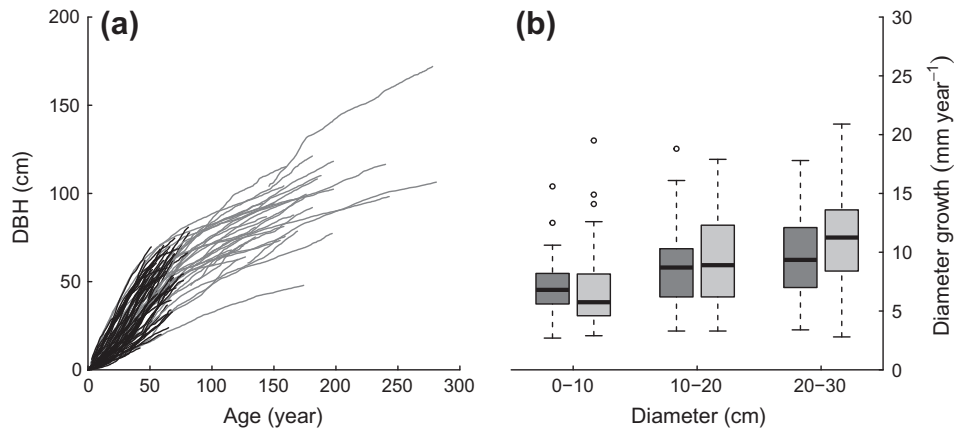 (a)
200
150
100
50
0
DBH (cm)
0 50 100 150 200 250 300
Age (year)
(b)
30
25
20
15
10
5
0
Diameter growth (mm year⁻¹)
0−10 10−20 20−30
Diameter (cm)